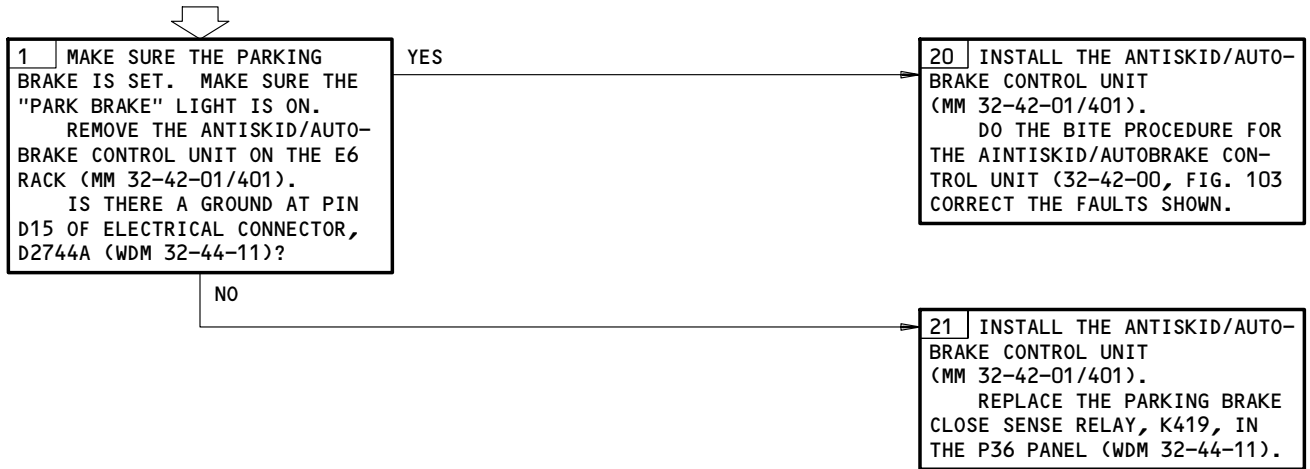 1 MAKE SURE THE PARKING
BRAKE IS SET. MAKE SURE THE
"PARK BRAKE" LIGHT IS ON.
REMOVE THE ANTISKID/AUTO-
BRAKE CONTROL UNIT ON THE E6
RACK (MM 32-42-01/401).
IS THERE A GROUND AT PIN
D15 OF ELECTRICAL CONNECTOR,
D2744A (WDM 32-44-11)?
YES
20 INSTALL THE ANTISKID/AUTO-
BRAKE CONTROL UNIT
(MM 32-42-01/401).
DO THE BITE PROCEDURE FOR
THE AINTISKID/AUTOBRAKE CON-
TROL UNIT (32-42-00, FIG. 103
CORRECT THE FAULTS SHOWN.
NO
21 INSTALL THE ANTISKID/AUTO-
BRAKE CONTROL UNIT
(MM 32-42-01/401).
REPLACE THE PARKING BRAKE
CLOSE SENSE RELAY, K419, IN
THE P36 PANEL (WDM 32-44-11).